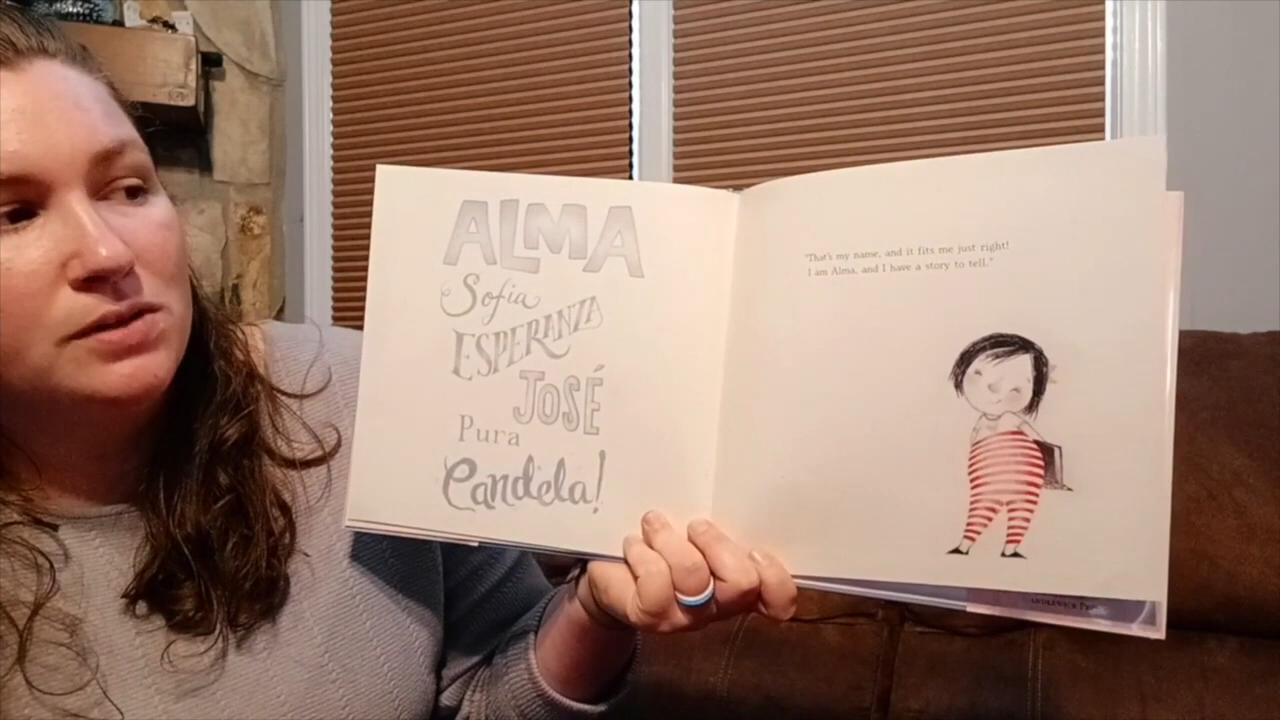 ALMA
Sofia
ESPERANZA
JOSÉ
Pura
Candela!
"That's my name, and it fits me just right!
I am Alma, and I have a story to tell."